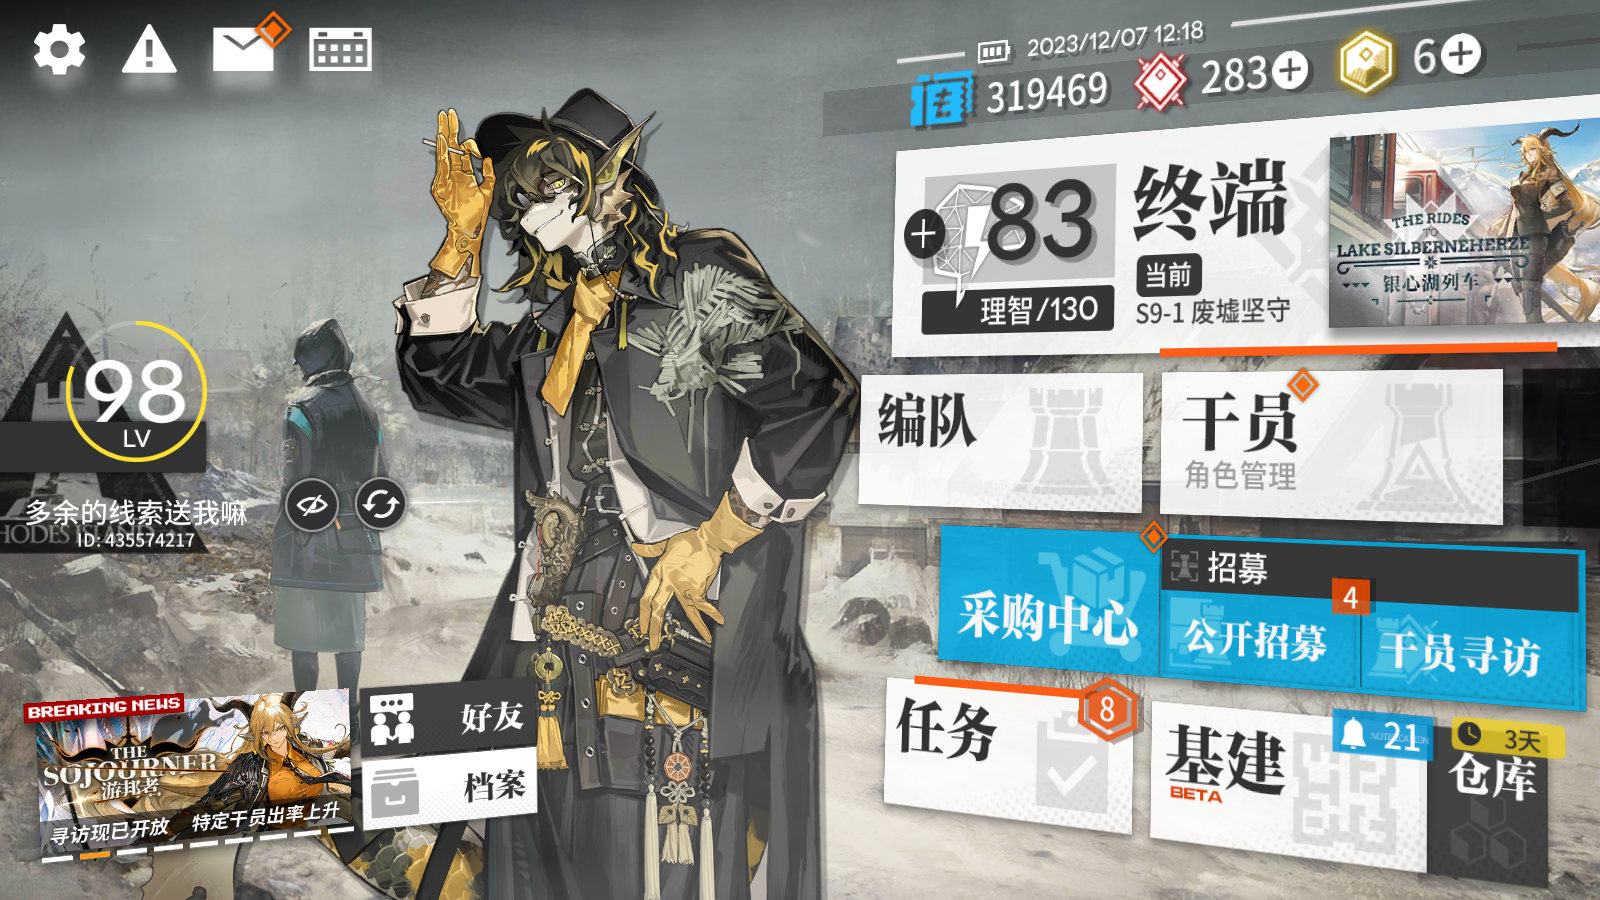 2023/12/07 12:18
319469
283
6
83
理智/130
终端
当前
S9-1 废墟坚守
THE RIDES
TO
LAKE SILBERNEHERZE
银心湖列车
98
LV
多余的线索送我嘛
ID: 435574217
编队
干员
角色管理
采购中心
招募
4
公开招募
干员寻访
BREAKING NEWS
THE
SOJOURNER
游邦者
寻访现已开放 特定干员出率上升
好友
档案
任务
8
基建
BETA
NOTIFICATION
21
3天
仓库